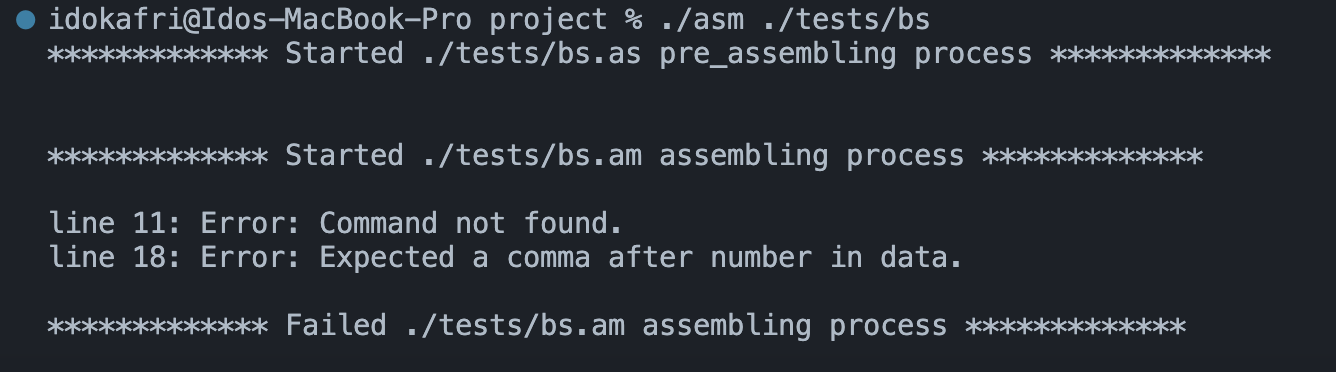 idokafri@Idos-MacBook-Pro project % ./asm ./tests/bs
************* Started ./tests/bs.as pre_assembling process *************
************* Started ./tests/bs.am assembling process *************
line 11: Error: Command not found.
line 18: Error: Expected a comma after number in data.
************* Failed ./tests/bs.am assembling process *************